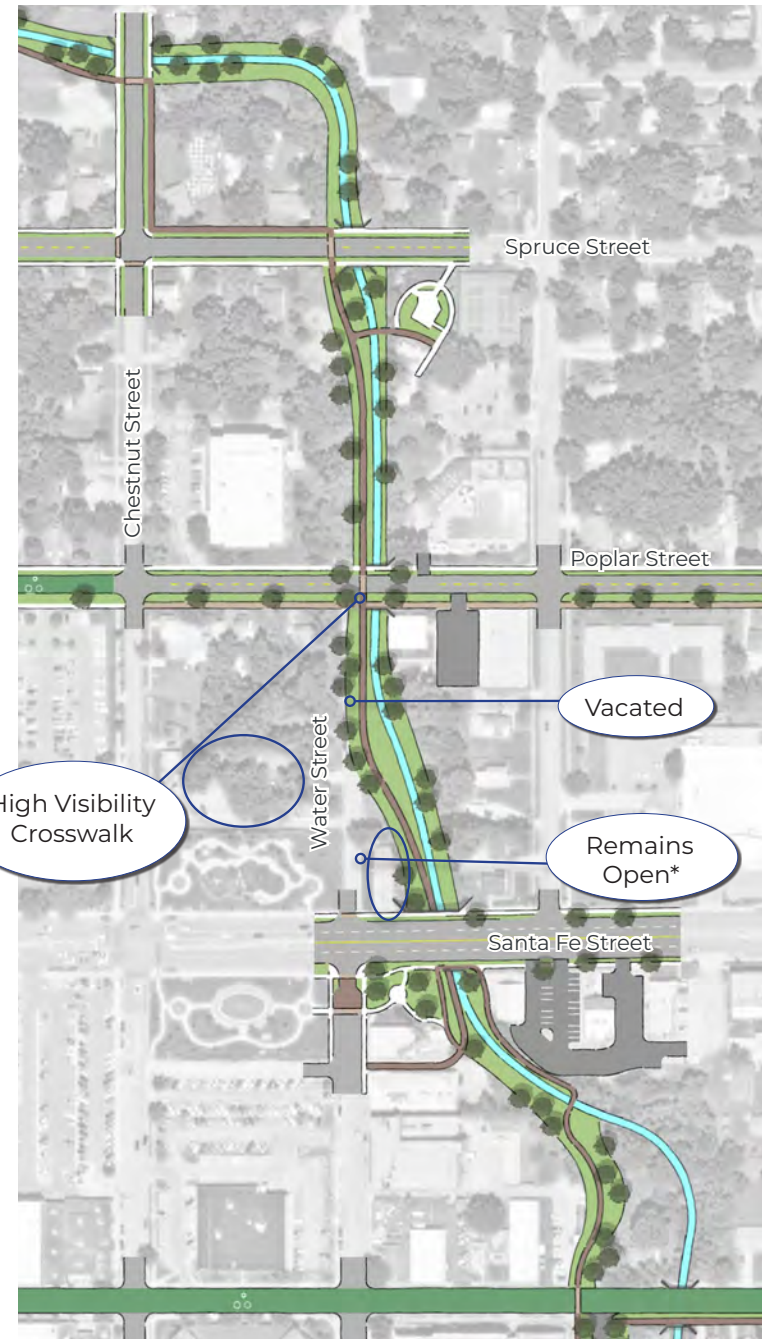 Spruce Street
Chestnut Street
Poplar Street
Vacated
Water Street
High Visibility
Crosswalk
Remains
Open*
Santa Fe Street